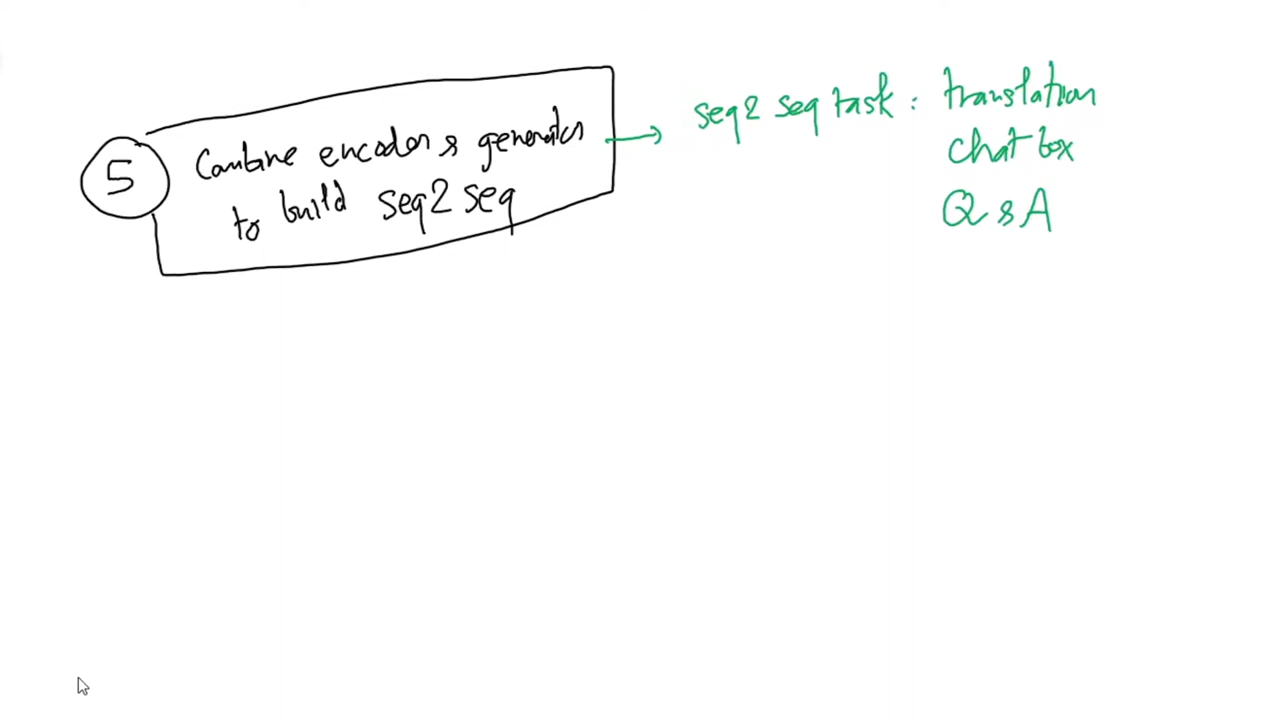 5
Combine encoder & generator
to build seq2seq
seq2seq task : translation
chat box
Q & A